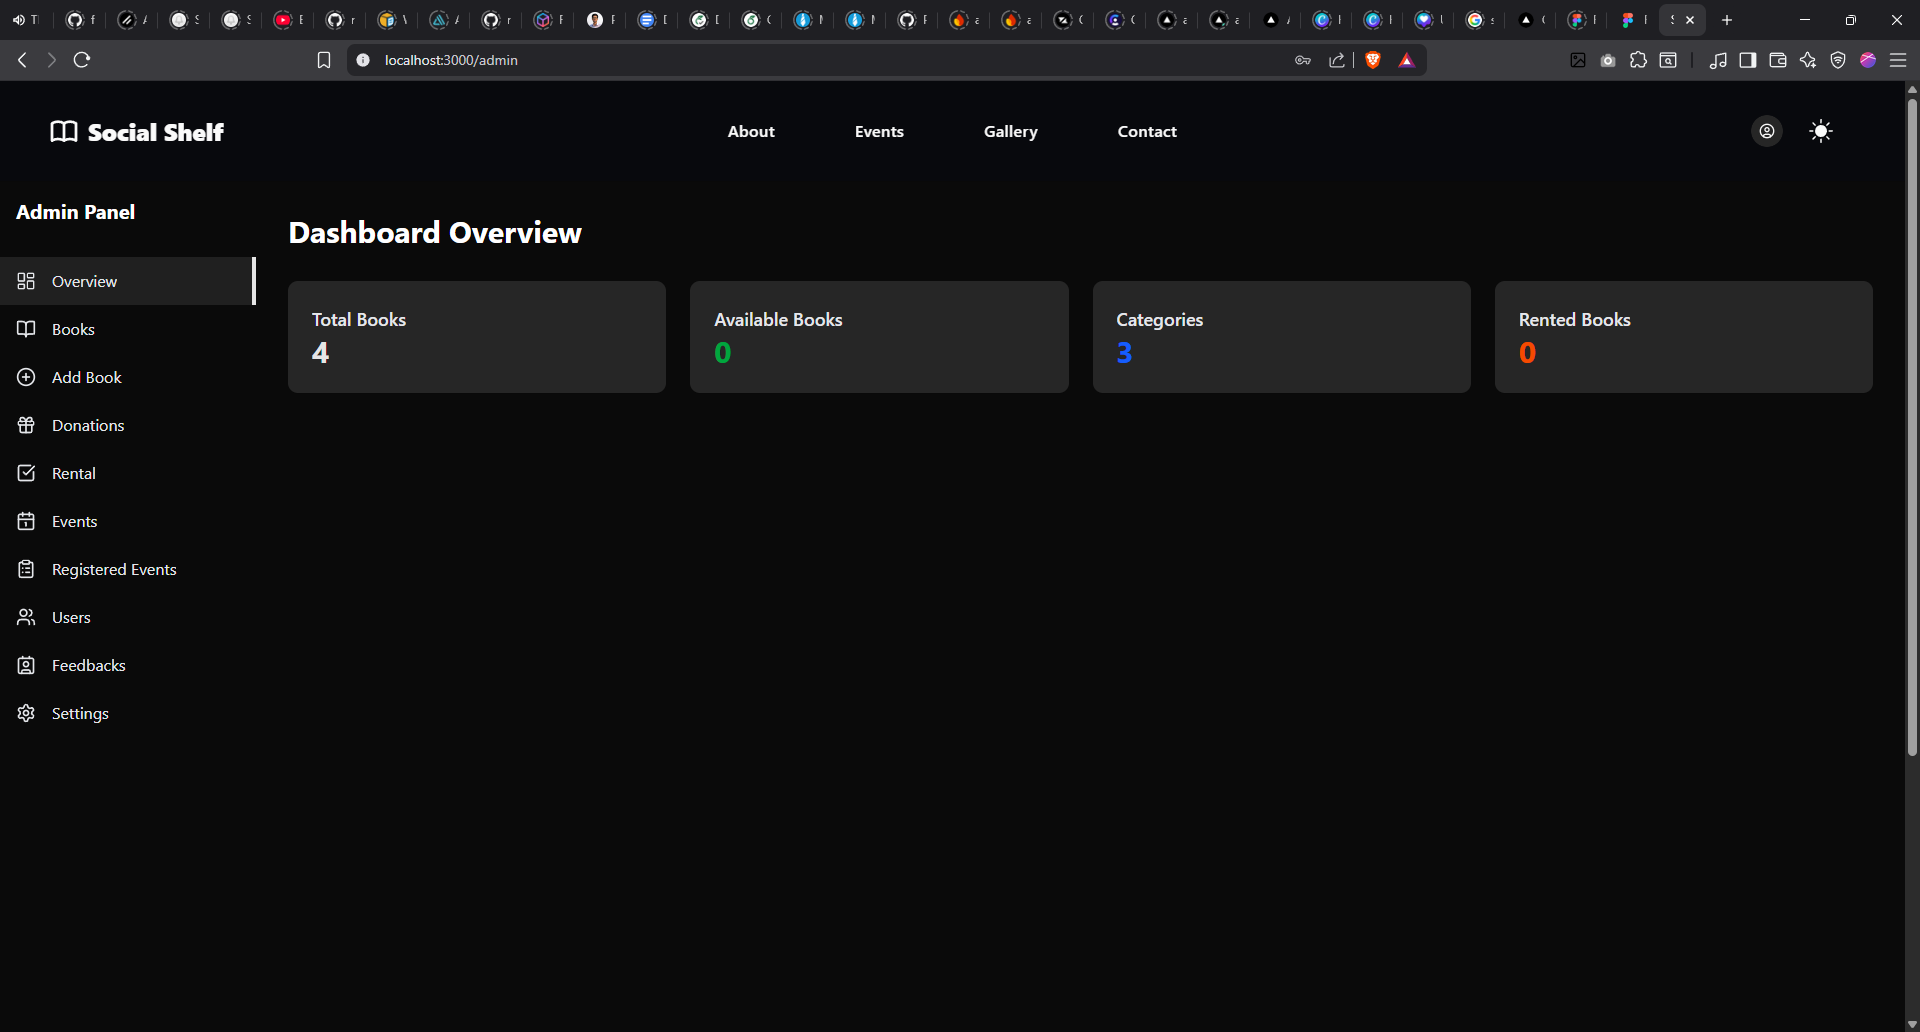 localhost:3000/admin
Social Shelf
About
Events
Gallery
Contact
Admin Panel
Overview
Books
Add Book
Donations
Rental
Events
Registered Events
Users
Feedbacks
Settings
Dashboard Overview
Total Books
4
Available Books
0
Categories
3
Rented Books
0